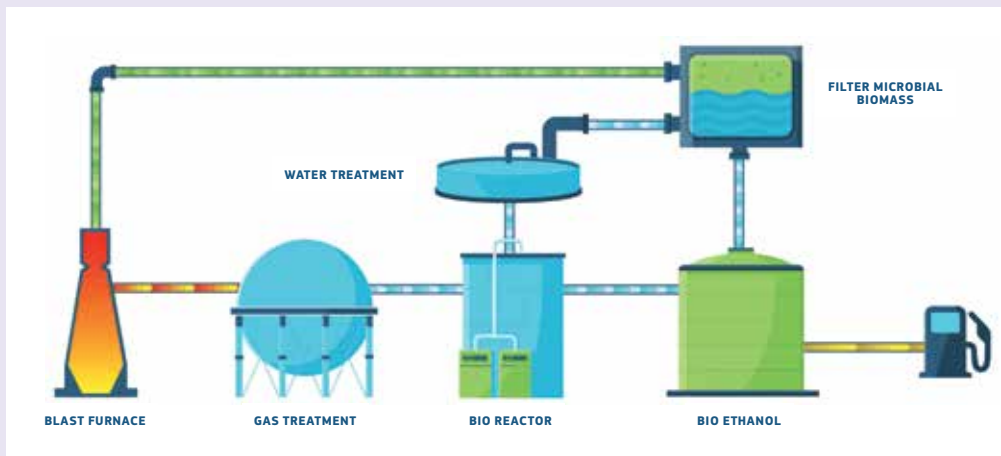 FILTER MICROBIAL
BIOMASS
WATER TREATMENT
BLAST FURNACE
GAS TREATMENT
BIO REACTOR
BIO ETHANOL